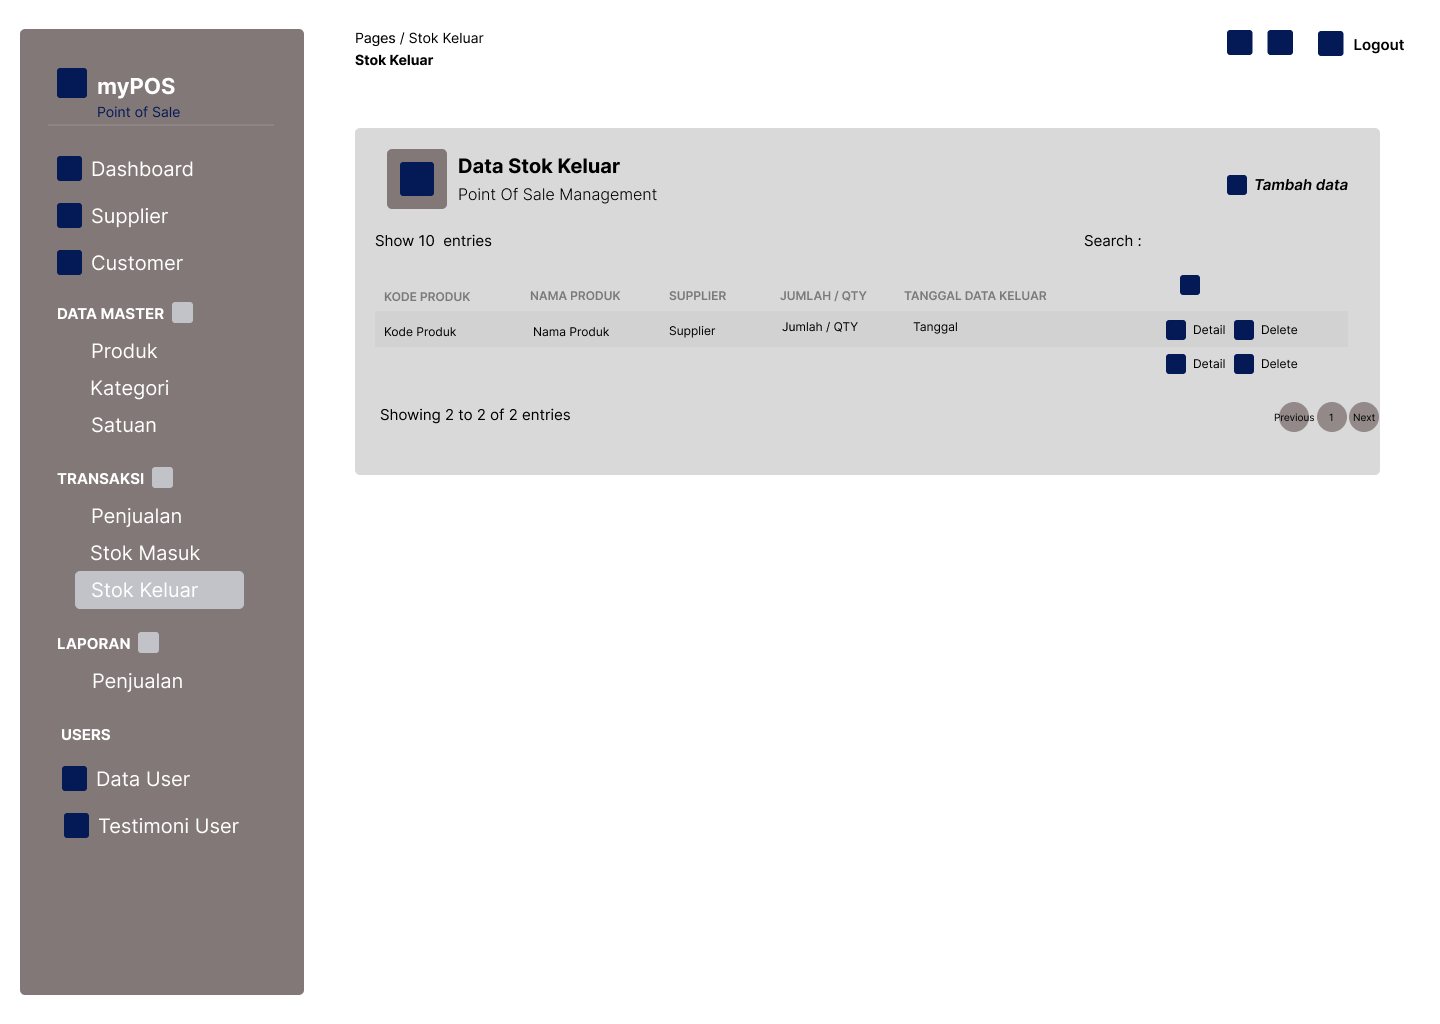 myPOS
Point of Sale
Dashboard
Supplier
Customer
DATA MASTER
Produk
Kategori
Satuan
TRANSAKSI
Penjualan
Stok Masuk
Stok Keluar
LAPORAN
Penjualan
USERS
Data User
Testimoni User
Pages / Stok Keluar
Stok Keluar
Logout
Data Stok Keluar
Point Of Sale Management
Tambah data
Show 10 entries
Search :
KODE PRODUK NAMA PRODUK SUPPLIER JUMLAH / QTY TANGGAL DATA KELUAR
Kode Produk Nama Produk Supplier Jumlah / QTY Tanggal Detail Delete
Detail Delete
Showing 2 to 2 of 2 entries
Previous 1 Next